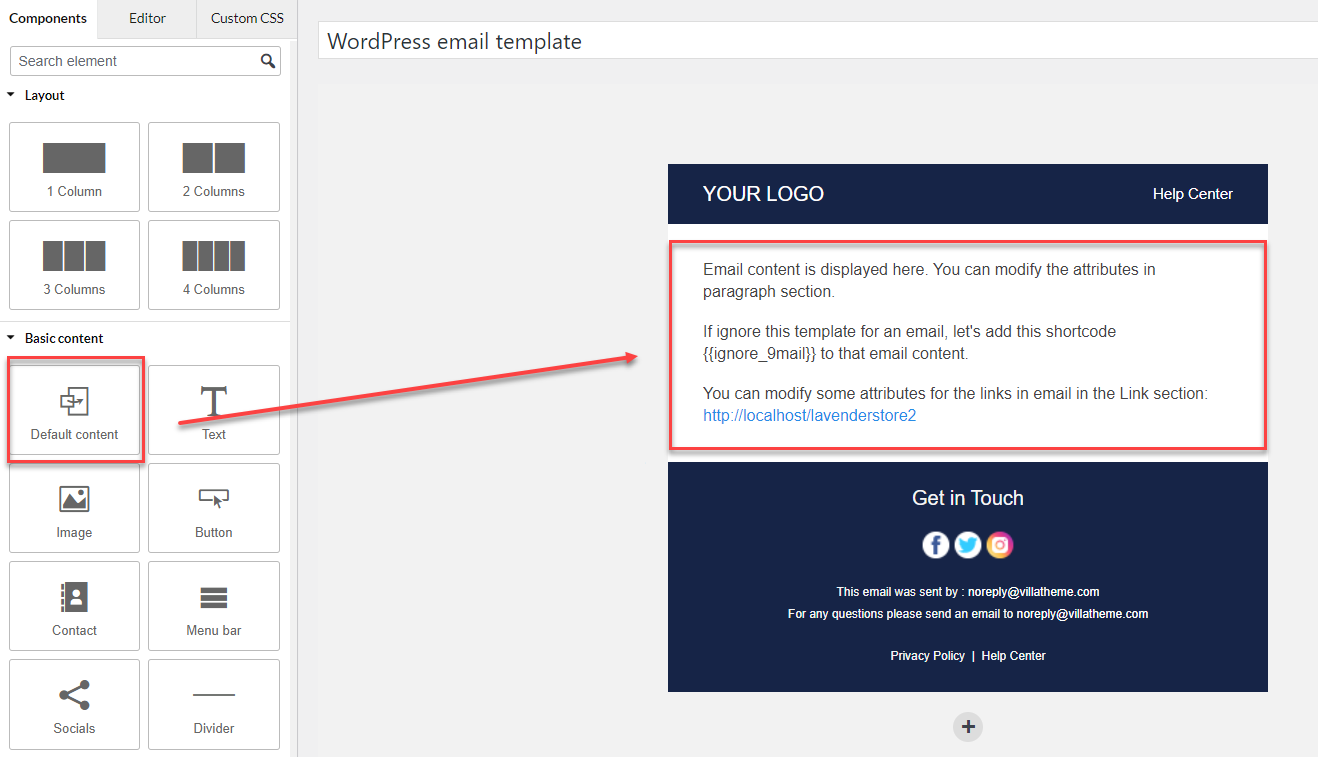 Components
Editor
Custom CSS
Search element
Layout
1 Column
2 Columns
3 Columns
4 Columns
Basic content
Default content
Text
Image
Button
Contact
Menu bar
Socials
Divider
WordPress email template
YOUR LOGO
Help Center
Email content is displayed here. You can modify the attributes in
paragraph section.
If ignore this template for an email, let's add this shortcode
{{ignore_9mail}} to that email content.
You can modify some attributes for the links in email in the Link section:
http://localhost/lavenderstore2
Get in Touch
This email was sent by : noreply@villatheme.com
For any questions please send an email to noreply@villatheme.com
Privacy Policy | Help Center